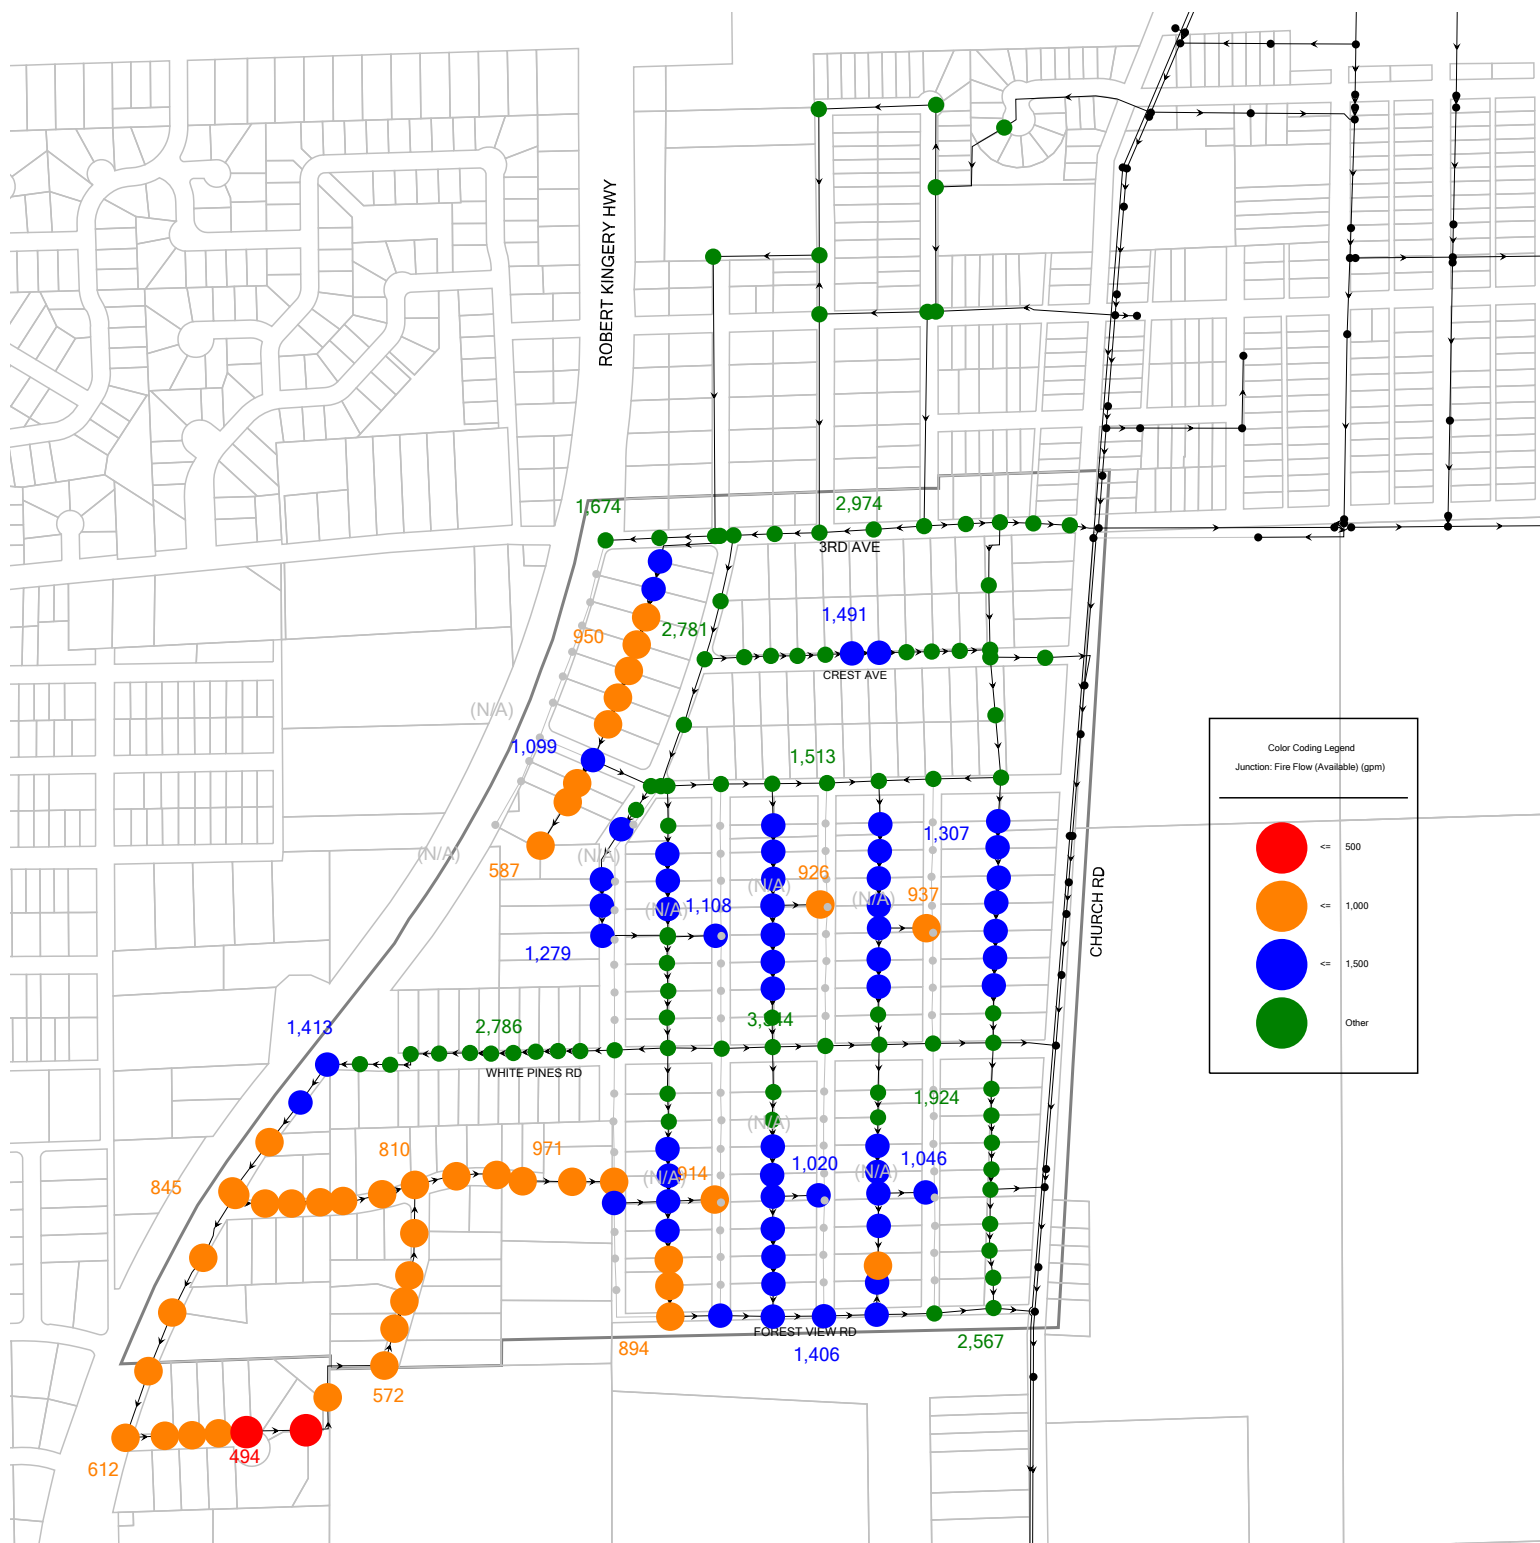 ROBERT KINGERY HWY
1,674
2,974
3RD AVE
1,491
950
2,781
CREST AVE
(N/A)
1,099
1,513
Color Coding Legend
Junction: Fire Flow (Available) (gpm)
<= 500
<= 1,000
<= 1,500
Other
1,307
(N/A)
(N/A)
587
926
(N/A)
937
(N/A)
(N/A)
1,108
CHURCH RD
1,279
1,413
2,786
WHITE PINES RD
1,924
(N/A)
810
971
845
(N/A)
914
1,020
(N/A)
1,046
894
FOREST VIEW RD
1,406
2,567
572
494
612